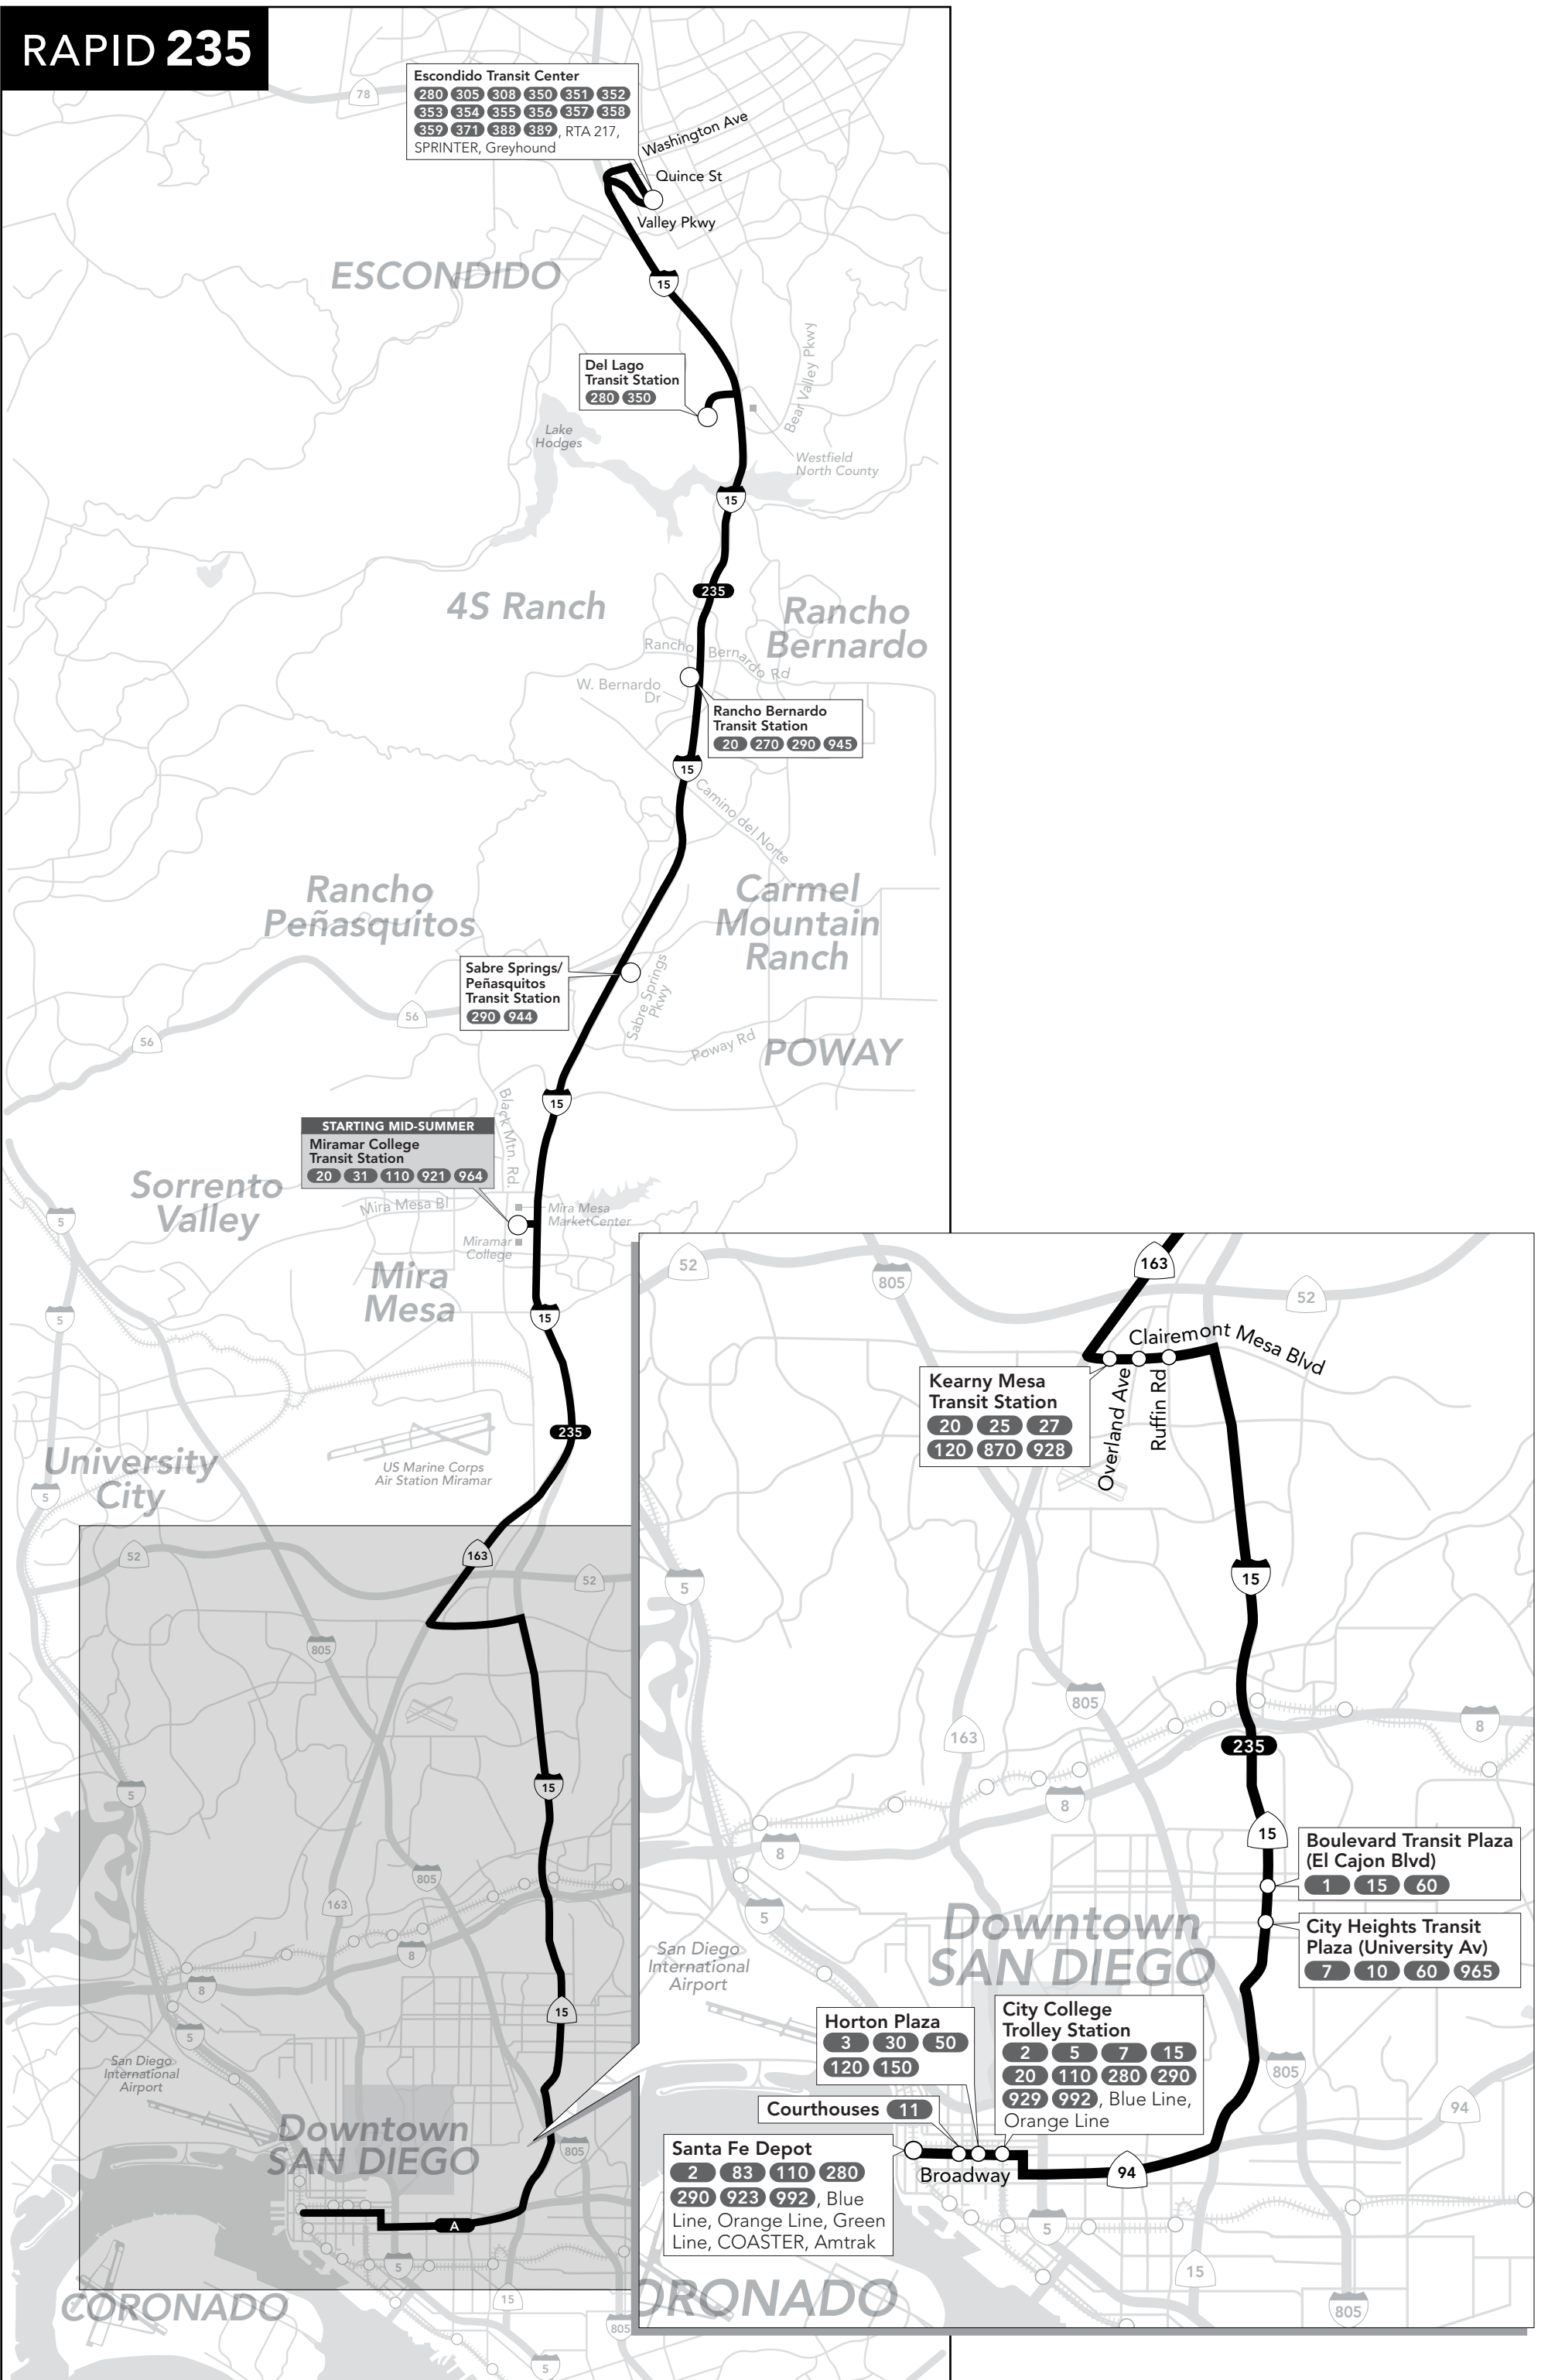 RAPID 235
78
Escondido Transit Center
280 305 308 350 351 352
353 354 355 356 357 358
359 371 388 389, RTA 217,
SPRINTER, Greyhound
Washington Ave
Quince St
Valley Pkwy
ESCONDIDO
15
Del Lago
Transit Station
280 350
Bear Valley Pkwy
Lake
Hodges
Westfield
North County
15
235
4S Ranch
Rancho
Bernardo
Rancho Bernardo Rd
W. Bernardo
Dr
Rancho Bernardo
Transit Station
20 270 290 945
15
Camino del Norte
Rancho
Peñasquitos
Carmel
Mountain
Ranch
Sabre Springs/
Peñasquitos
Transit Station
290 944
Sabre Springs
Pkwy
56
56
Poway Rd
POWAY
15
Black Mtn. Rd.
STARTING MID-SUMMER
Miramar College
Transit Station
20 31 110 921 964
Sorrento
Valley
Mira Mesa Bl
Mira Mesa
MarketCenter
Miramar
College
5
Mira
Mesa
5
15
235
US Marine Corps
Air Station Miramar
University
City
5
52
163
52
805
5
15
805
163
8
8
15
5
San Diego
International
Airport
Downtown
SAN DIEGO
805
A
5
15
CORONADO
805
5
163
52
805
52
Clairemont Mesa Blvd
Kearny Mesa
Transit Station
20 25 27
120 870 928
Overland Ave
Ruffin Rd
15
5
805
163
8
235
8
15
8
Boulevard Transit Plaza
(El Cajon Blvd)
1 15 60
5
City Heights Transit
Plaza (University Av)
7 10 60 965
Downtown
SAN DIEGO
San Diego
International
Airport
Horton Plaza
3 30 50
120 150
City College
Trolley Station
2 5 7 15
20 110 280 290
929 992, Blue Line,
Orange Line
805
94
Courthouses 11
Santa Fe Depot
2 83 110 280
290 923 992, Blue
Line, Orange Line, Green
Line, COASTER, Amtrak
Broadway
94
5
15
805
ORONADO